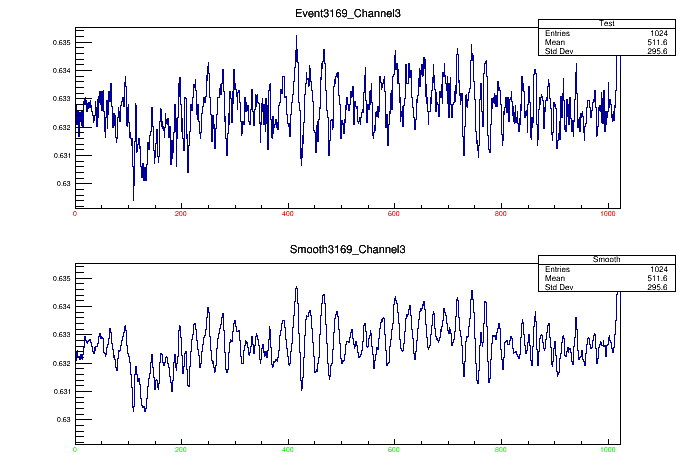 Event3169_Channel3
Test
Entries 1024
Mean 511.6
Std Dev 295.6
0.635
0.634
0.633
0.632
0.631
0.63
0 200 400 600 800 1000
Smooth3169_Channel3
Smooth
Entries 1024
Mean 511.6
Std Dev 295.6
0.635
0.634
0.633
0.632
0.631
0.63
0 200 400 600 800 1000